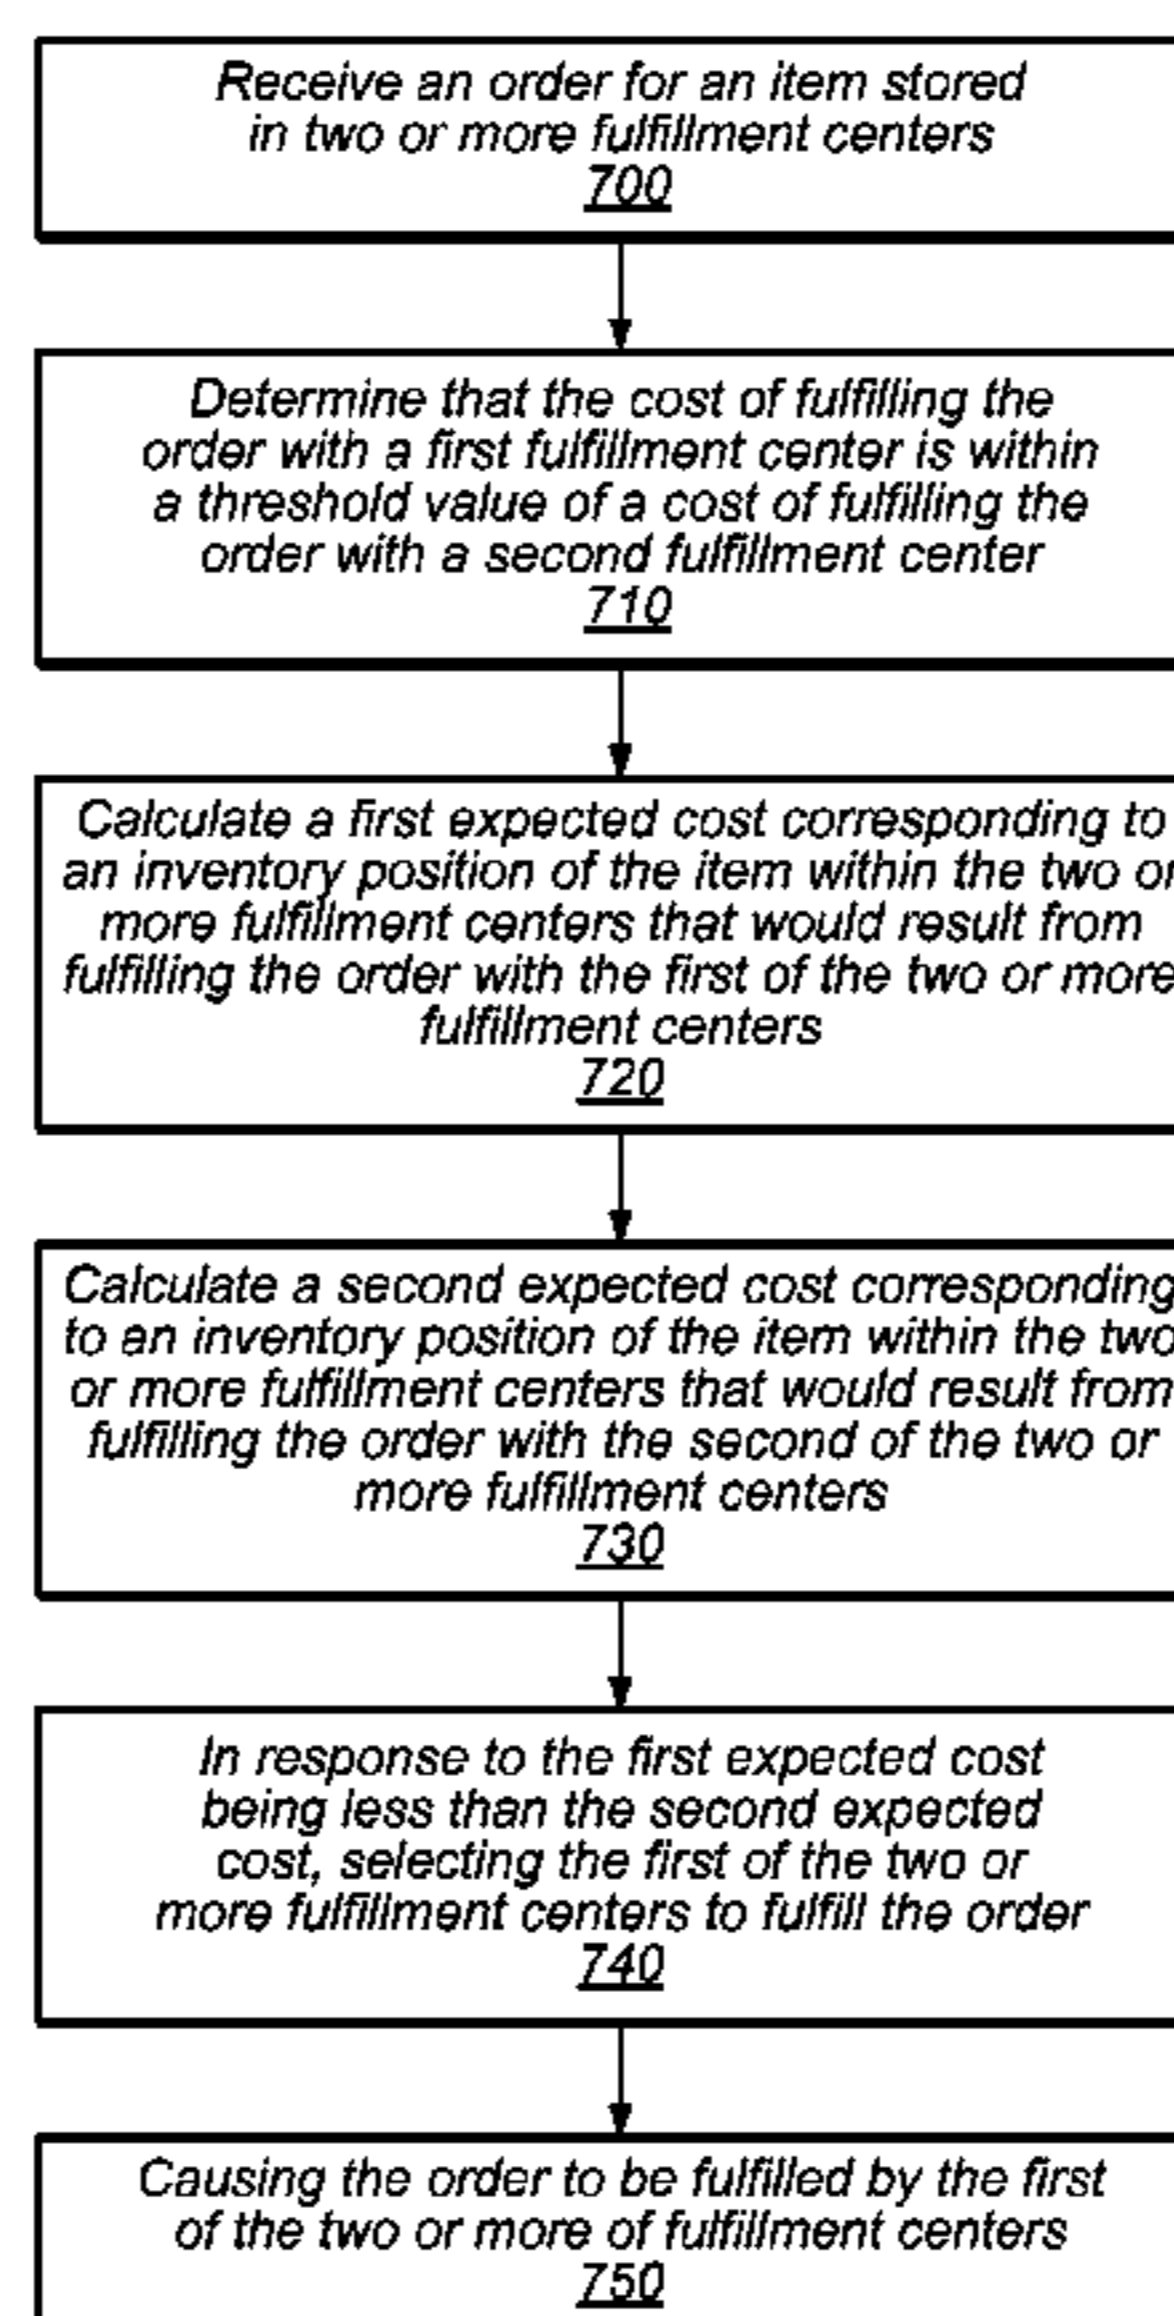 Receive an order for an item stored
in two or more fulfillment centers
700
Determine that the cost of fulfilling the
order with a first fulfillment center is within
a threshold value of a cost of fulfilling the
order with a second fulfillment center
710
Calculate a first expected cost corresponding to
an inventory position of the item within the two or
more fulfillment centers that would result from
fulfilling the order with the first of the two or more
fulfillment centers
720
Calculate a second expected cost corresponding
to an inventory position of the item within the two
or more fulfillment centers that would result from
fulfilling the order with the second of the two or
more fulfillment centers
730
In response to the first expected cost
being less than the second expected
cost, selecting the first of the two or
more fulfillment centers to fulfill the order
740
Causing the order to be fulfilled by the first
of the two or more of fulfillment centers
750